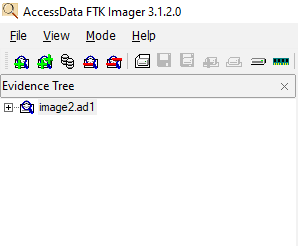 AccessData FTK Imager 3.1.2.0
File View Mode Help
Evidence Tree
image2.ad1